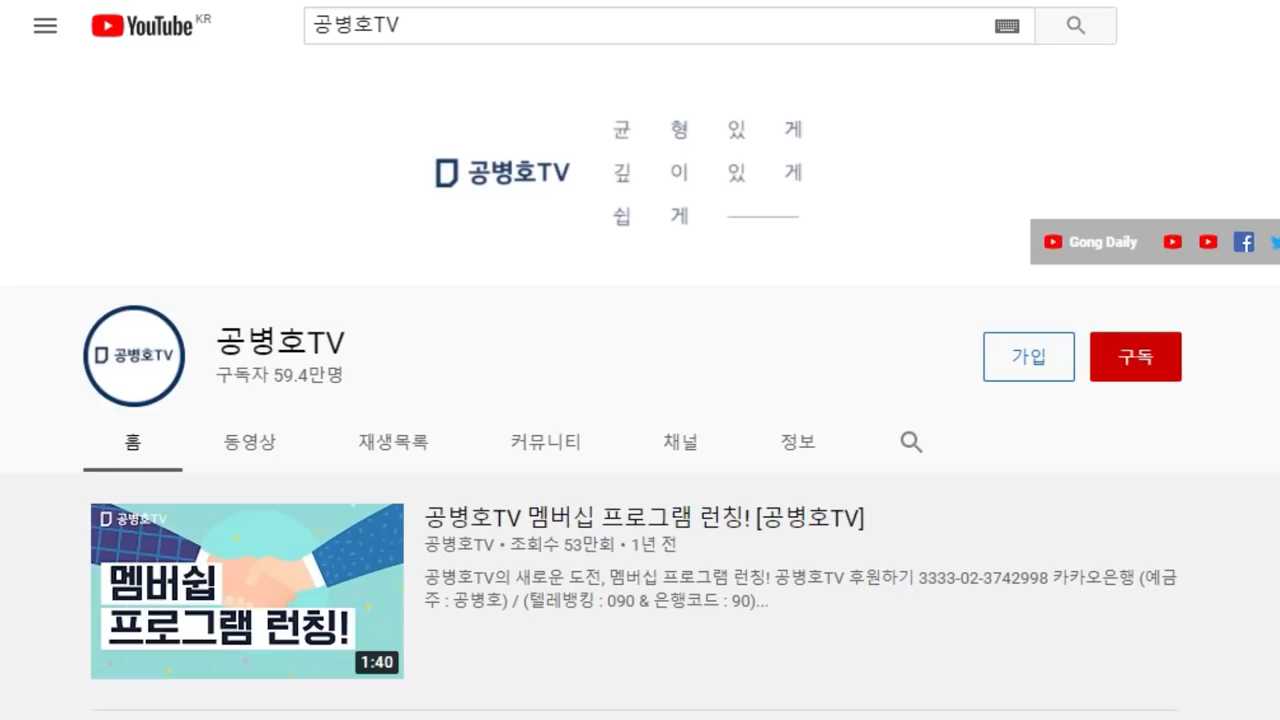 YouTube KR
공병호TV
균 형 있 게
공병호TV
깊 이 있 게
쉽 게
Gong Daily
공병호TV
공병호TV
구독자 59.4만명
가입
구독
홈
동영상
재생목록
커뮤니티
채널
정보
공병호TV
멤버쉽
프로그램 런칭!
1:40
공병호TV 멤버십 프로그램 런칭! [공병호TV]
공병호TV • 조회수 53만회 • 1년 전
공병호TV의 새로운 도전, 멤버십 프로그램 런칭! 공병호TV 후원하기 3333-02-3742998 카카오은행 (예금
주 : 공병호) / (텔레뱅킹 : 090 & 은행코드 : 90)...